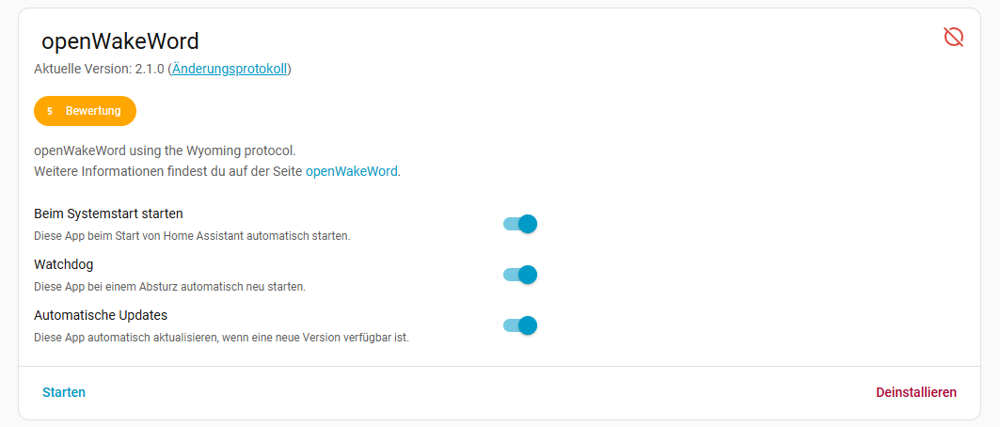 openWakeWord
Aktuelle Version: 2.1.0 (Änderungsprotokoll)
5 Bewertung
openWakeWord using the Wyoming protocol.
Weitere Informationen findest du auf der Seite openWakeWord.
Beim Systemstart starten
Diese App beim Start von Home Assistant automatisch starten.
Watchdog
Diese App bei einem Absturz automatisch neu starten.
Automatische Updates
Diese App automatisch aktualisieren, wenn eine neue Version verfügbar ist.
Starten Deinstallieren